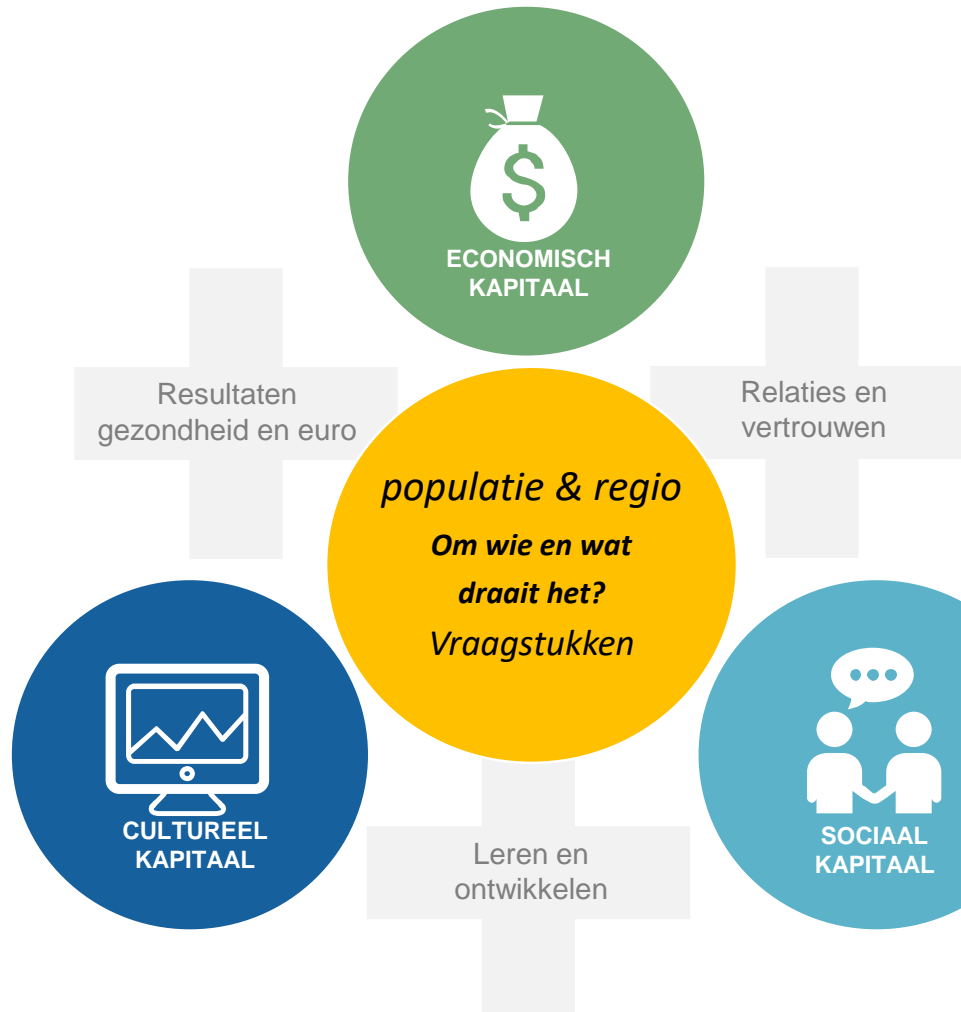 $
ECONOMISCH
KAPITAAL
Resultaten
gezondheid en euro
Relaties en
vertrouwen
populatie & regio
Om wie en wat
draait het?
Vraagstukken
CULTUREEL
KAPITAAL
Leren en
ontwikkelen
SOCIAAL
KAPITAAL